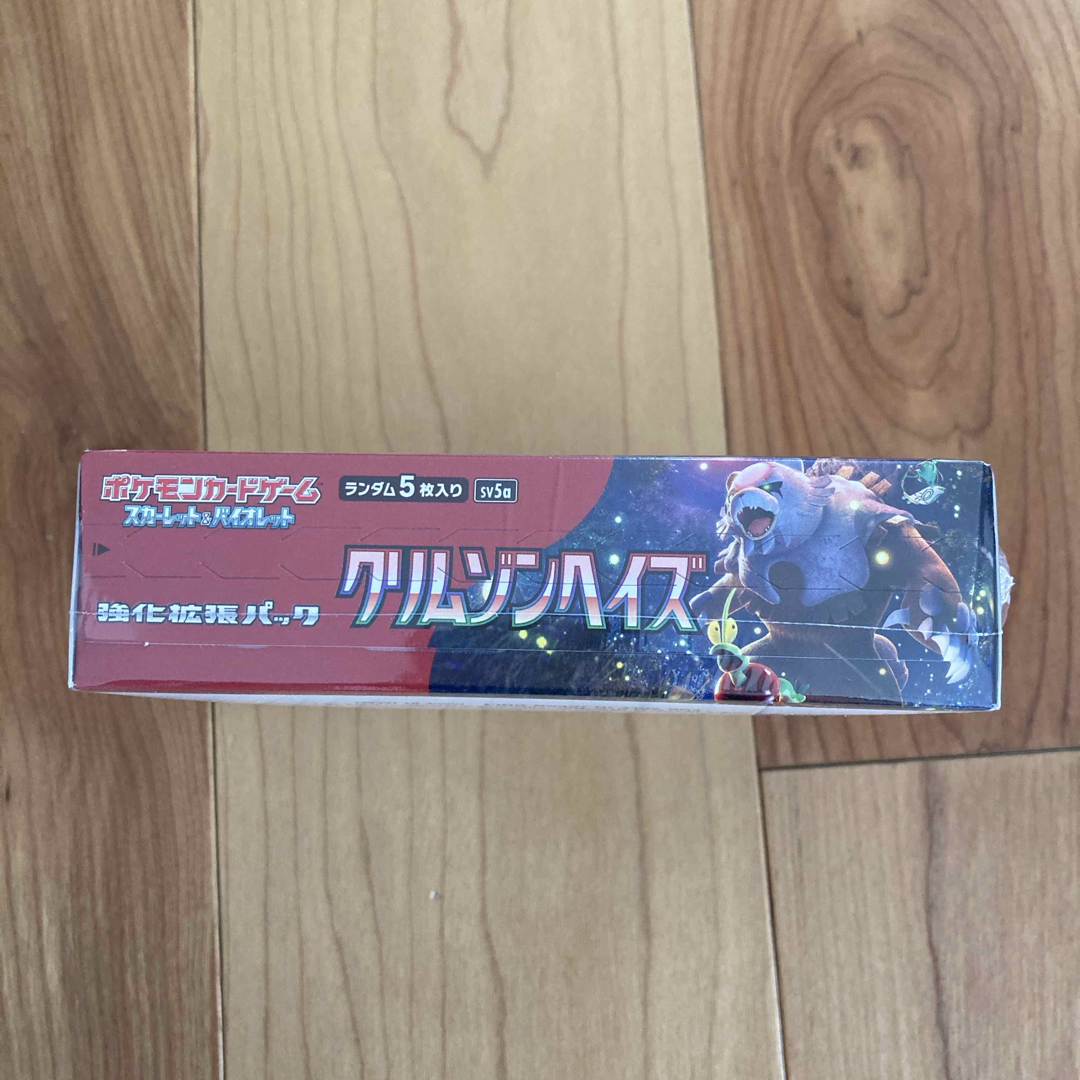 ポケモンカードゲーム
スカーレット&バイオレット
ランダム5枚入り
sv5a
強化拡張パック
クリムゾンヘイズ